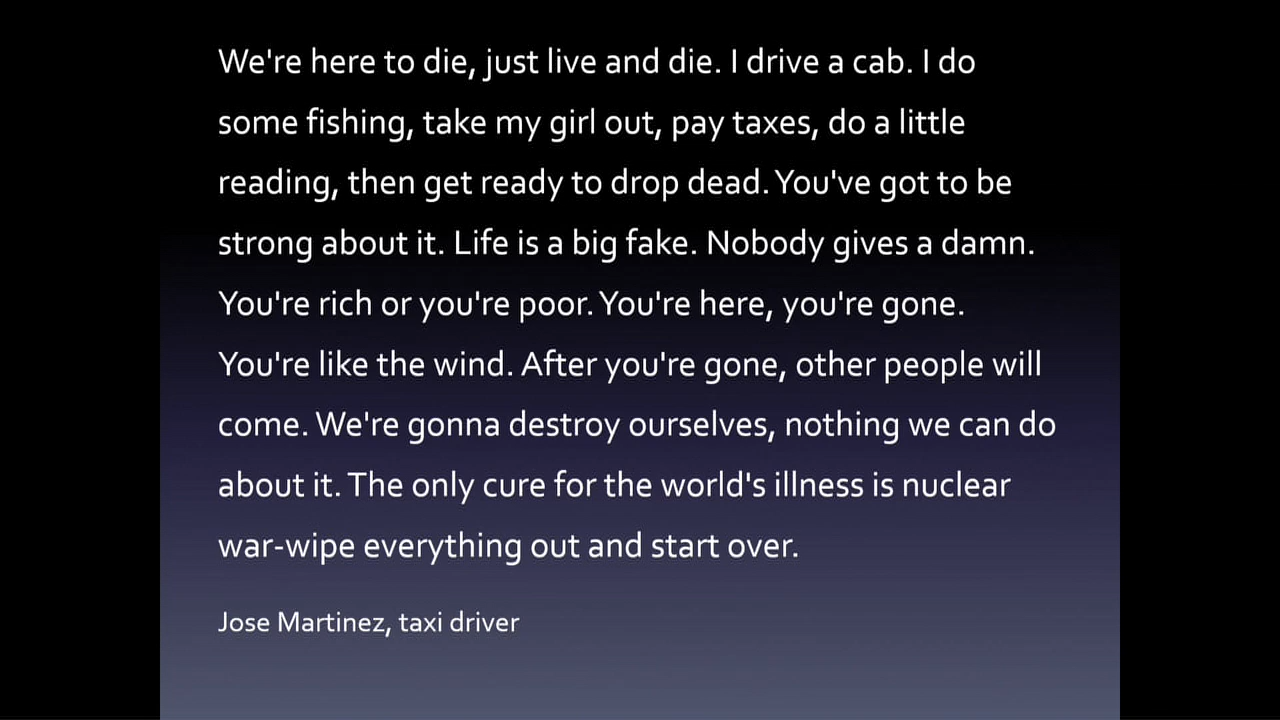 We're here to die, just live and die. I drive a cab. I do
some fishing, take my girl out, pay taxes, do a little
reading, then get ready to drop dead. You've got to be
strong about it. Life is a big fake. Nobody gives a damn.
You're rich or you're poor. You're here, you're gone.
You're like the wind. After you're gone, other people will
come. We're gonna destroy ourselves, nothing we can do
about it. The only cure for the world's illness is nuclear
war-wipe everything out and start over.
Jose Martinez, taxi driver